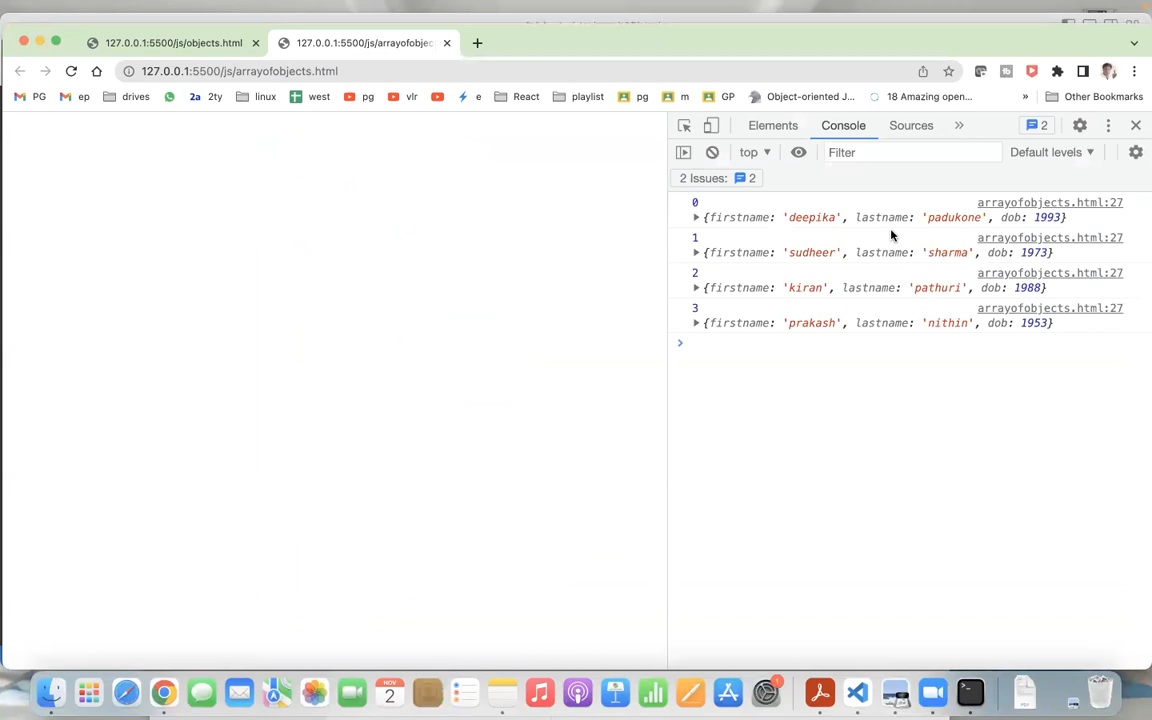 127.0.0.1:5500/js/objects.html
127.0.0.1:5500/js/arrayofobjec
127.0.0.1:5500/js/arrayofobjects.html
PG ep drives 2a 2ty linux west pg vlr e React playlist pg m GP Object-oriented J... 18 Amazing open... » Other Bookmarks
Elements Console Sources » 2
top Filter Default levels
2 Issues: 2
0 arrayofobjects.html:27
{firstname: 'deepika', lastname: 'padukone', dob: 1993}
1 arrayofobjects.html:27
{firstname: 'sudheer', lastname: 'sharma', dob: 1973}
2 arrayofobjects.html:27
{firstname: 'kiran', lastname: 'pathuri', dob: 1988}
3 arrayofobjects.html:27
{firstname: 'prakash', lastname: 'nithin', dob: 1953}
NOV
2
1